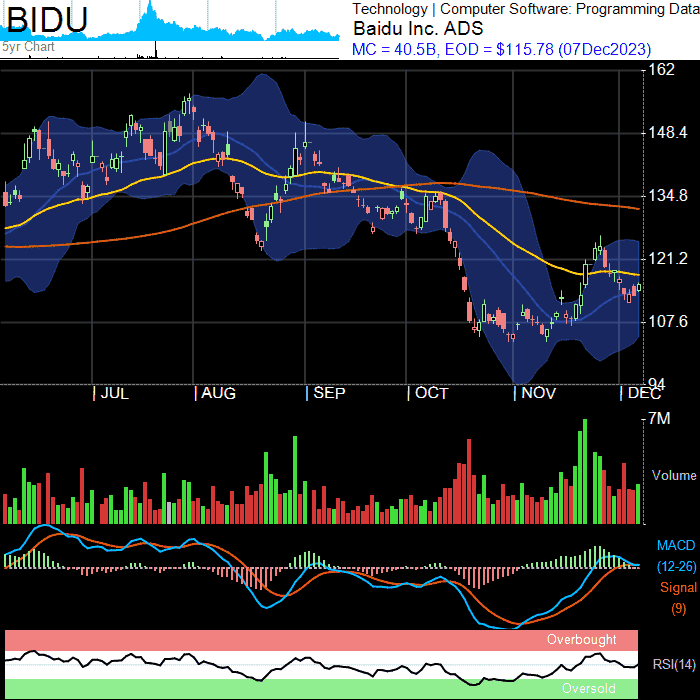 BIDU
5yr Chart
Technology | Computer Software: Programming Data
Baidu Inc. ADS
MC = 40.5B, EOD = $115.78 (07Dec2023)
162
148.4
134.8
121.2
107.6
94
JUL AUG SEP OCT NOV DEC
7M
Volume
MACD
(12-26)
Signal
(9)
Overbought
RSI(14)
Oversold